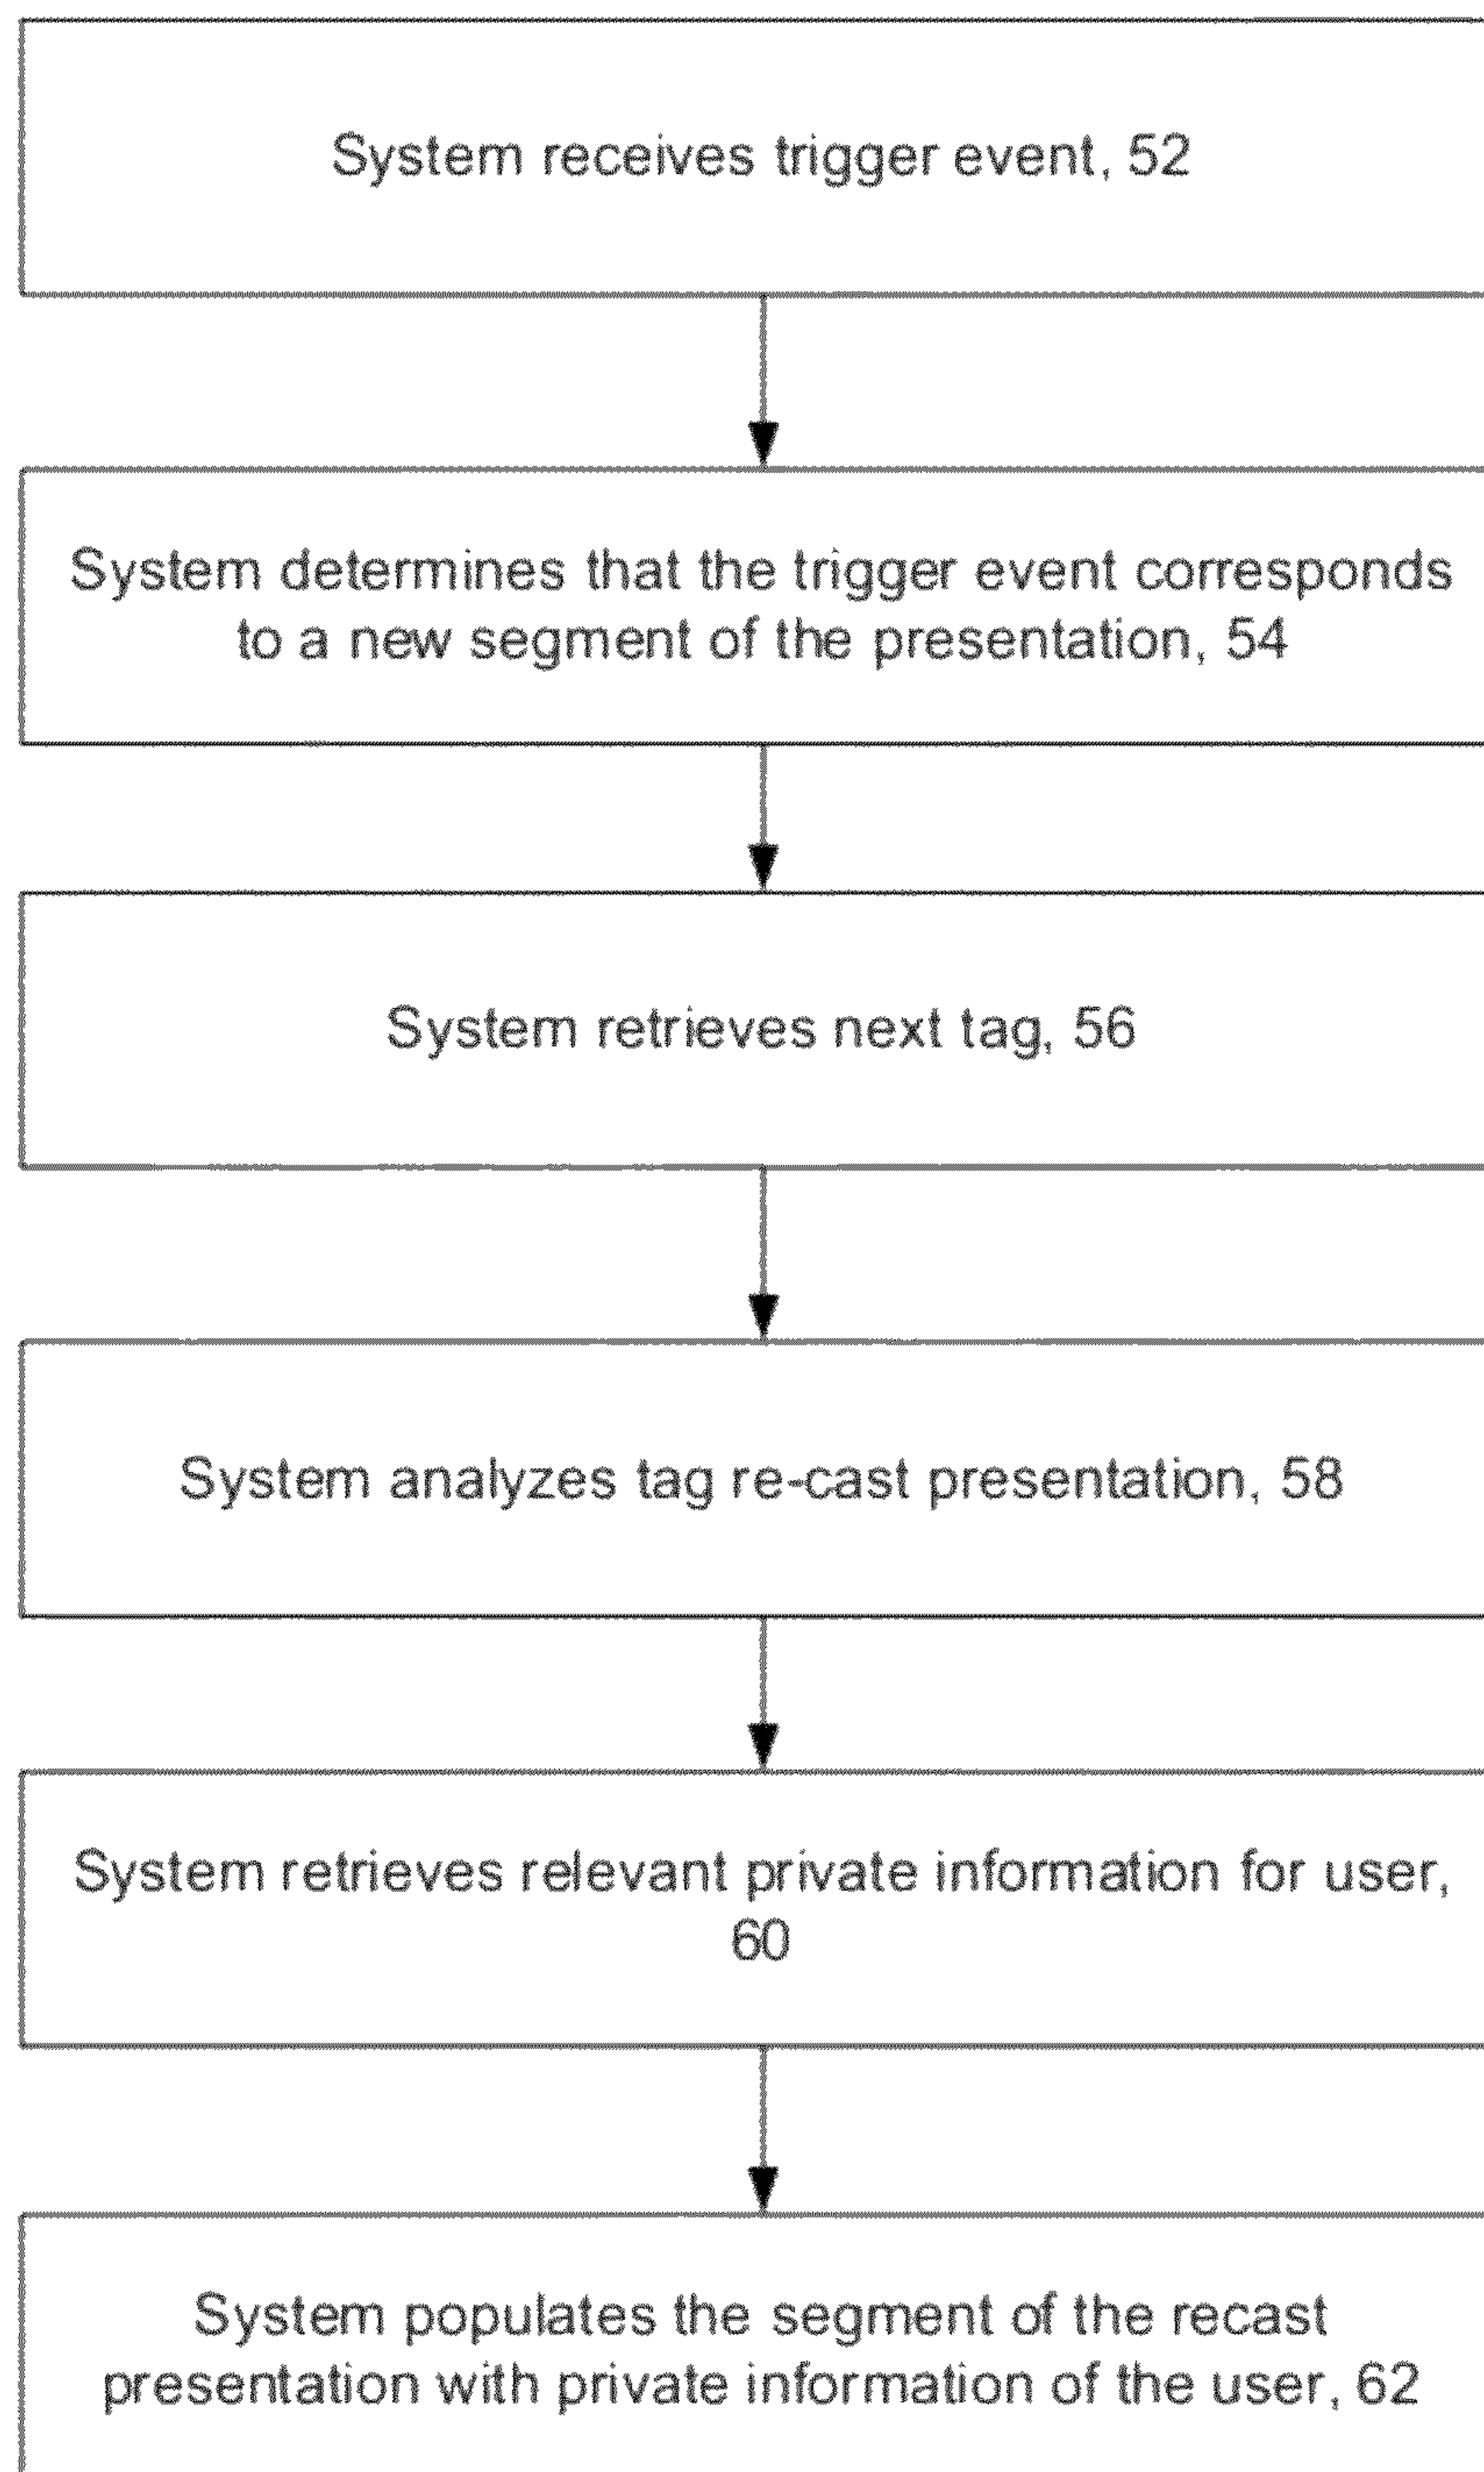 System receives trigger event, 52
System determines that the trigger event corresponds
to a new segment of the presentation, 54
System retrieves next tag, 56
System analyzes tag re-cast presentation, 58
System retrieves relevant private information for user,
60
System populates the segment of the recast
presentation with private information of the user, 62